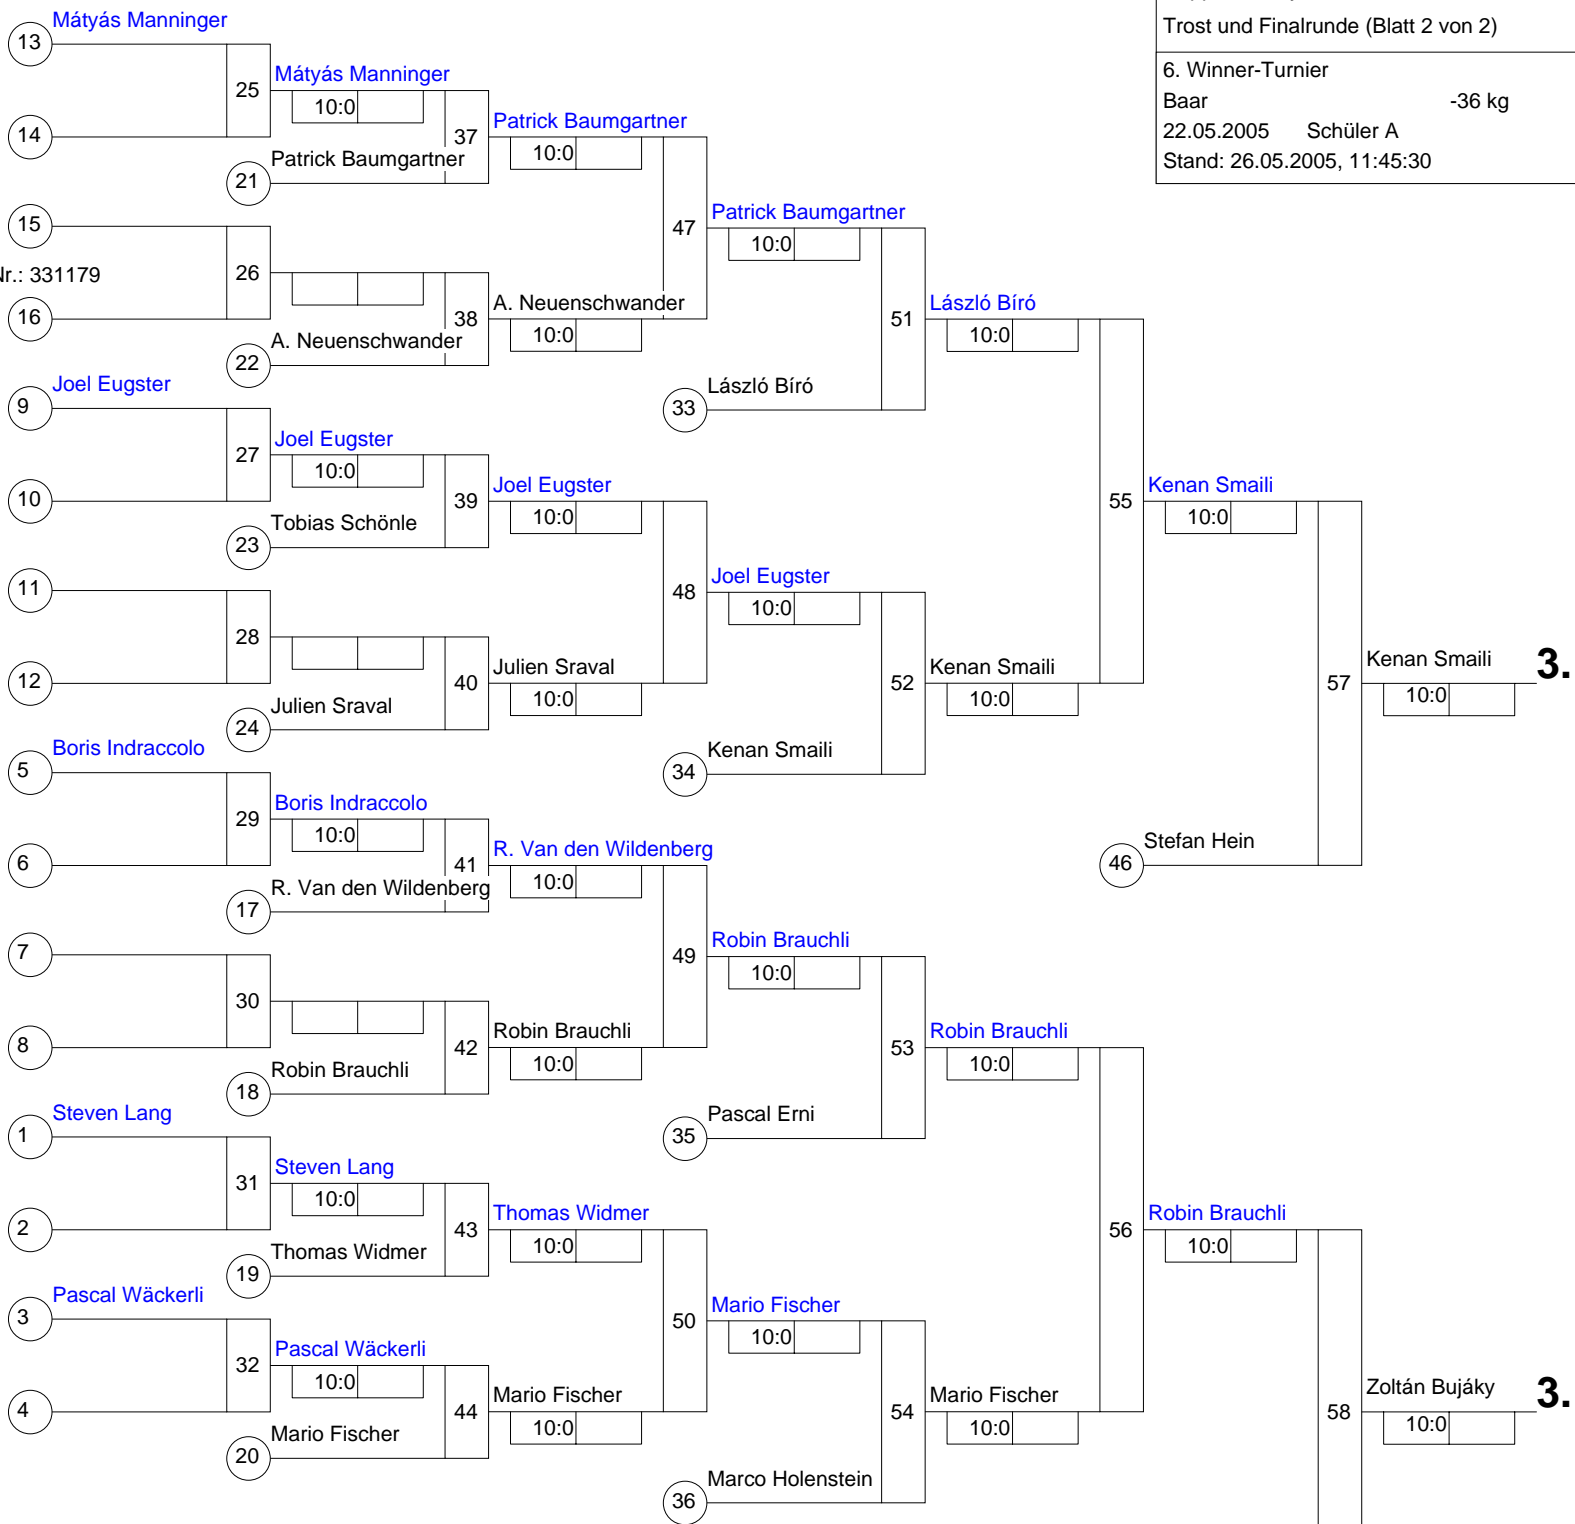 Trost und Finalrunde (Blatt 2 von 2)
6. Winner-Turnier
Baar -36 kg
22.05.2005 Schüler A
Stand: 26.05.2005, 11:45:30
13 Mátyás Manninger
25 Mátyás Manninger
10:0
14
37 Patrick Baumgartner
10:0
21 Patrick Baumgartner
15
47 Patrick Baumgartner
10:0
26
Nr.: 331179
16
38 A. Neuenschwander
10:0
22 A. Neuenschwander
51 László Bíró
10:0
33 László Bíró
9 Joel Eugster
27 Joel Eugster
10:0
10
39 Joel Eugster
10:0
23 Tobias Schönle
55 Kenan Smaili
10:0
11
48 Joel Eugster
10:0
28
12
40 Julien Sraval
10:0
24 Julien Sraval
52 Kenan Smaili
10:0
57 Kenan Smaili 3.
10:0
34 Kenan Smaili
5 Boris Indraccolo
29 Boris Indraccolo
10:0
6
41 R. Van den Wildenberg
10:0
46 Stefan Hein
17 R. Van den Wildenberg
7
49 Robin Brauchli
10:0
30
8
42 Robin Brauchli
10:0
53 Robin Brauchli
10:0
18 Robin Brauchli
35 Pascal Erni
1 Steven Lang
31 Steven Lang
10:0
2
43 Thomas Widmer
10:0
56 Robin Brauchli
10:0
19 Thomas Widmer
3 Pascal Wäckerli
50 Mario Fischer
10:0
32 Pascal Wäckerli
10:0
4
44 Mario Fischer
10:0
54 Mario Fischer
10:0
58 Zoltán Bujáky 3.
10:0
20 Mario Fischer
36 Marco Holenstein